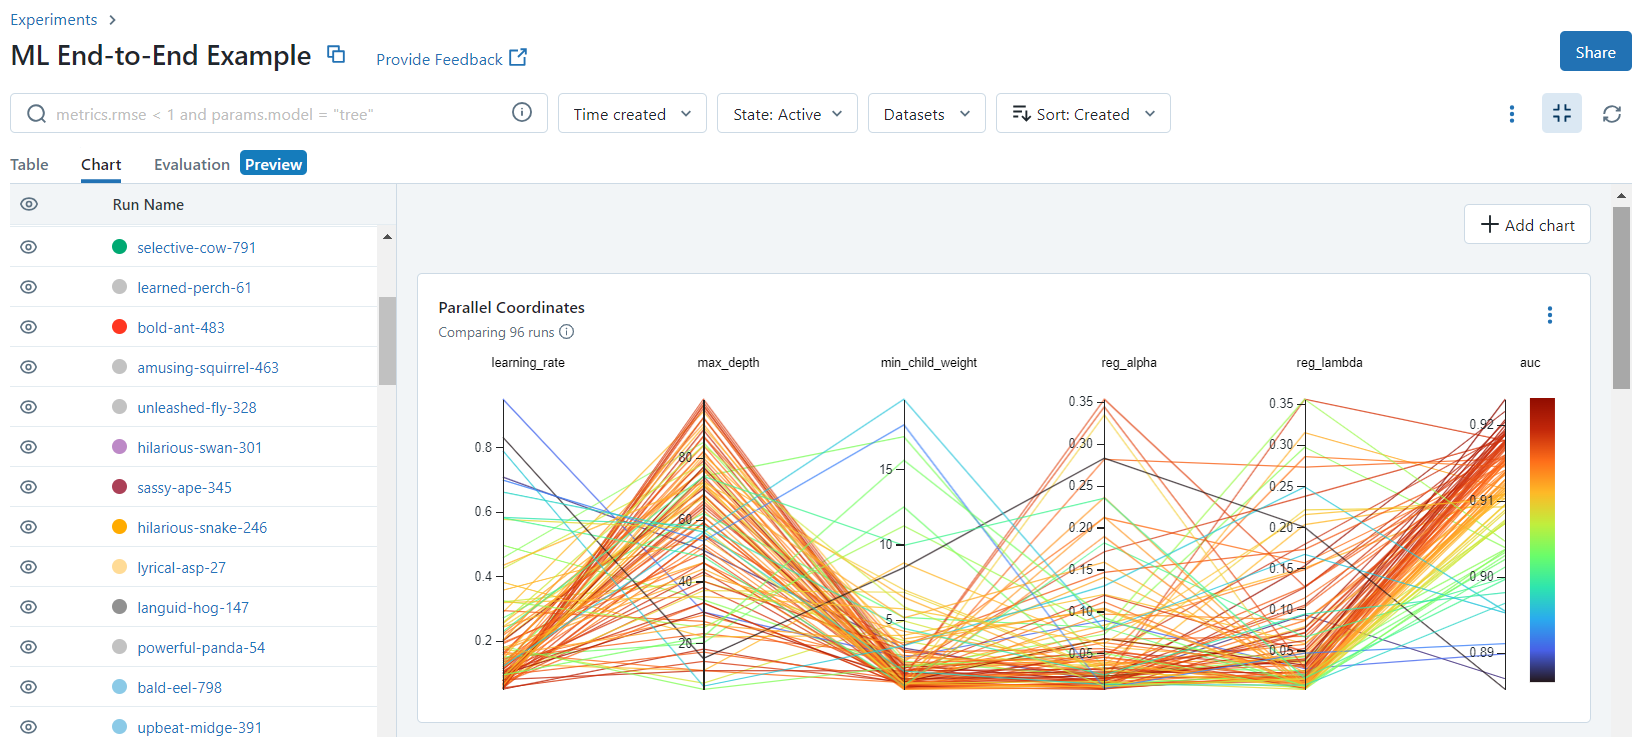 Experiments
ML End-to-End Example
Provide Feedback
Share
metrics.rmse < 1 and params.model = "tree"
Time created
State: Active
Datasets
Sort: Created
Table
Chart
Evaluation
Preview
Run Name
selective-cow-791
learned-perch-61
bold-ant-483
amusing-squirrel-463
unleashed-fly-328
hilarious-swan-301
sassy-ape-345
hilarious-snake-246
lyrical-asp-27
languid-hog-147
powerful-panda-54
bald-eel-798
upbeat-midge-391
Add chart
Parallel Coordinates
Comparing 96 runs
learning_rate
max_depth
min_child_weight
reg_alpha
reg_lambda
auc
0.8
0.6
0.4
0.2
80
60
40
20
15
10
5
0.35
0.30
0.25
0.20
0.15
0.10
0.05
0.35
0.30
0.25
0.20
0.15
0.10
0.05
0.92
0.91
0.90
0.89